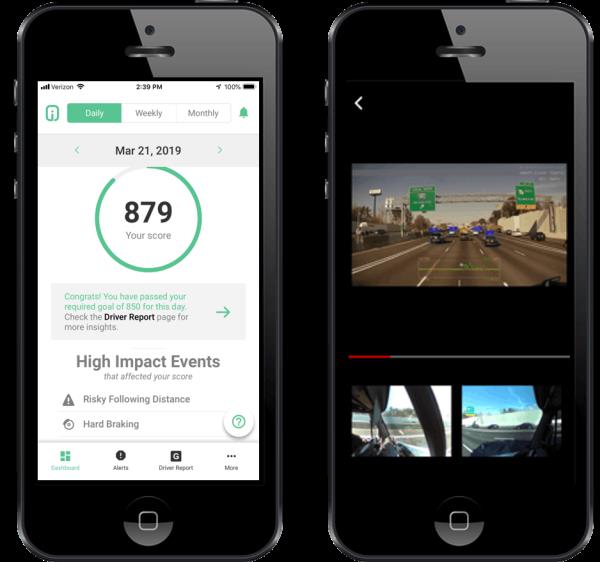 Verizon 2:39 PM 100%
Daily Weekly Monthly
Mar 21, 2019
879
Your score
Congrats! You have passed your
required goal of 850 for this day.
Check the Driver Report page for
more insights.
High Impact Events
that affected your score
Risky Following Distance
Hard Braking
Dashboard Alerts G Driver Report More